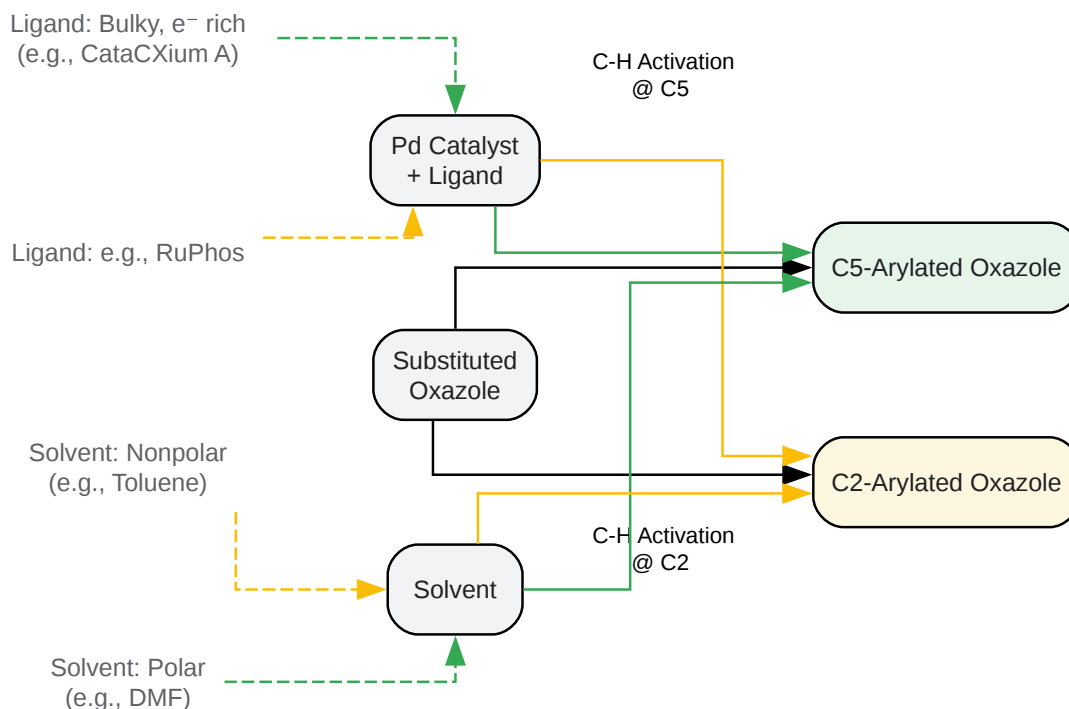 Ligand: Bulky, e⁻ rich
(e.g., CataCXium A)
C-H Activation
@ C5
Pd Catalyst
+ Ligand
Ligand: e.g., RuPhos
C5-Arylated Oxazole
Substituted
Oxazole
Solvent: Nonpolar
(e.g., Toluene)
C2-Arylated Oxazole
C-H Activation
@ C2
Solvent
Solvent: Polar
(e.g., DMF)